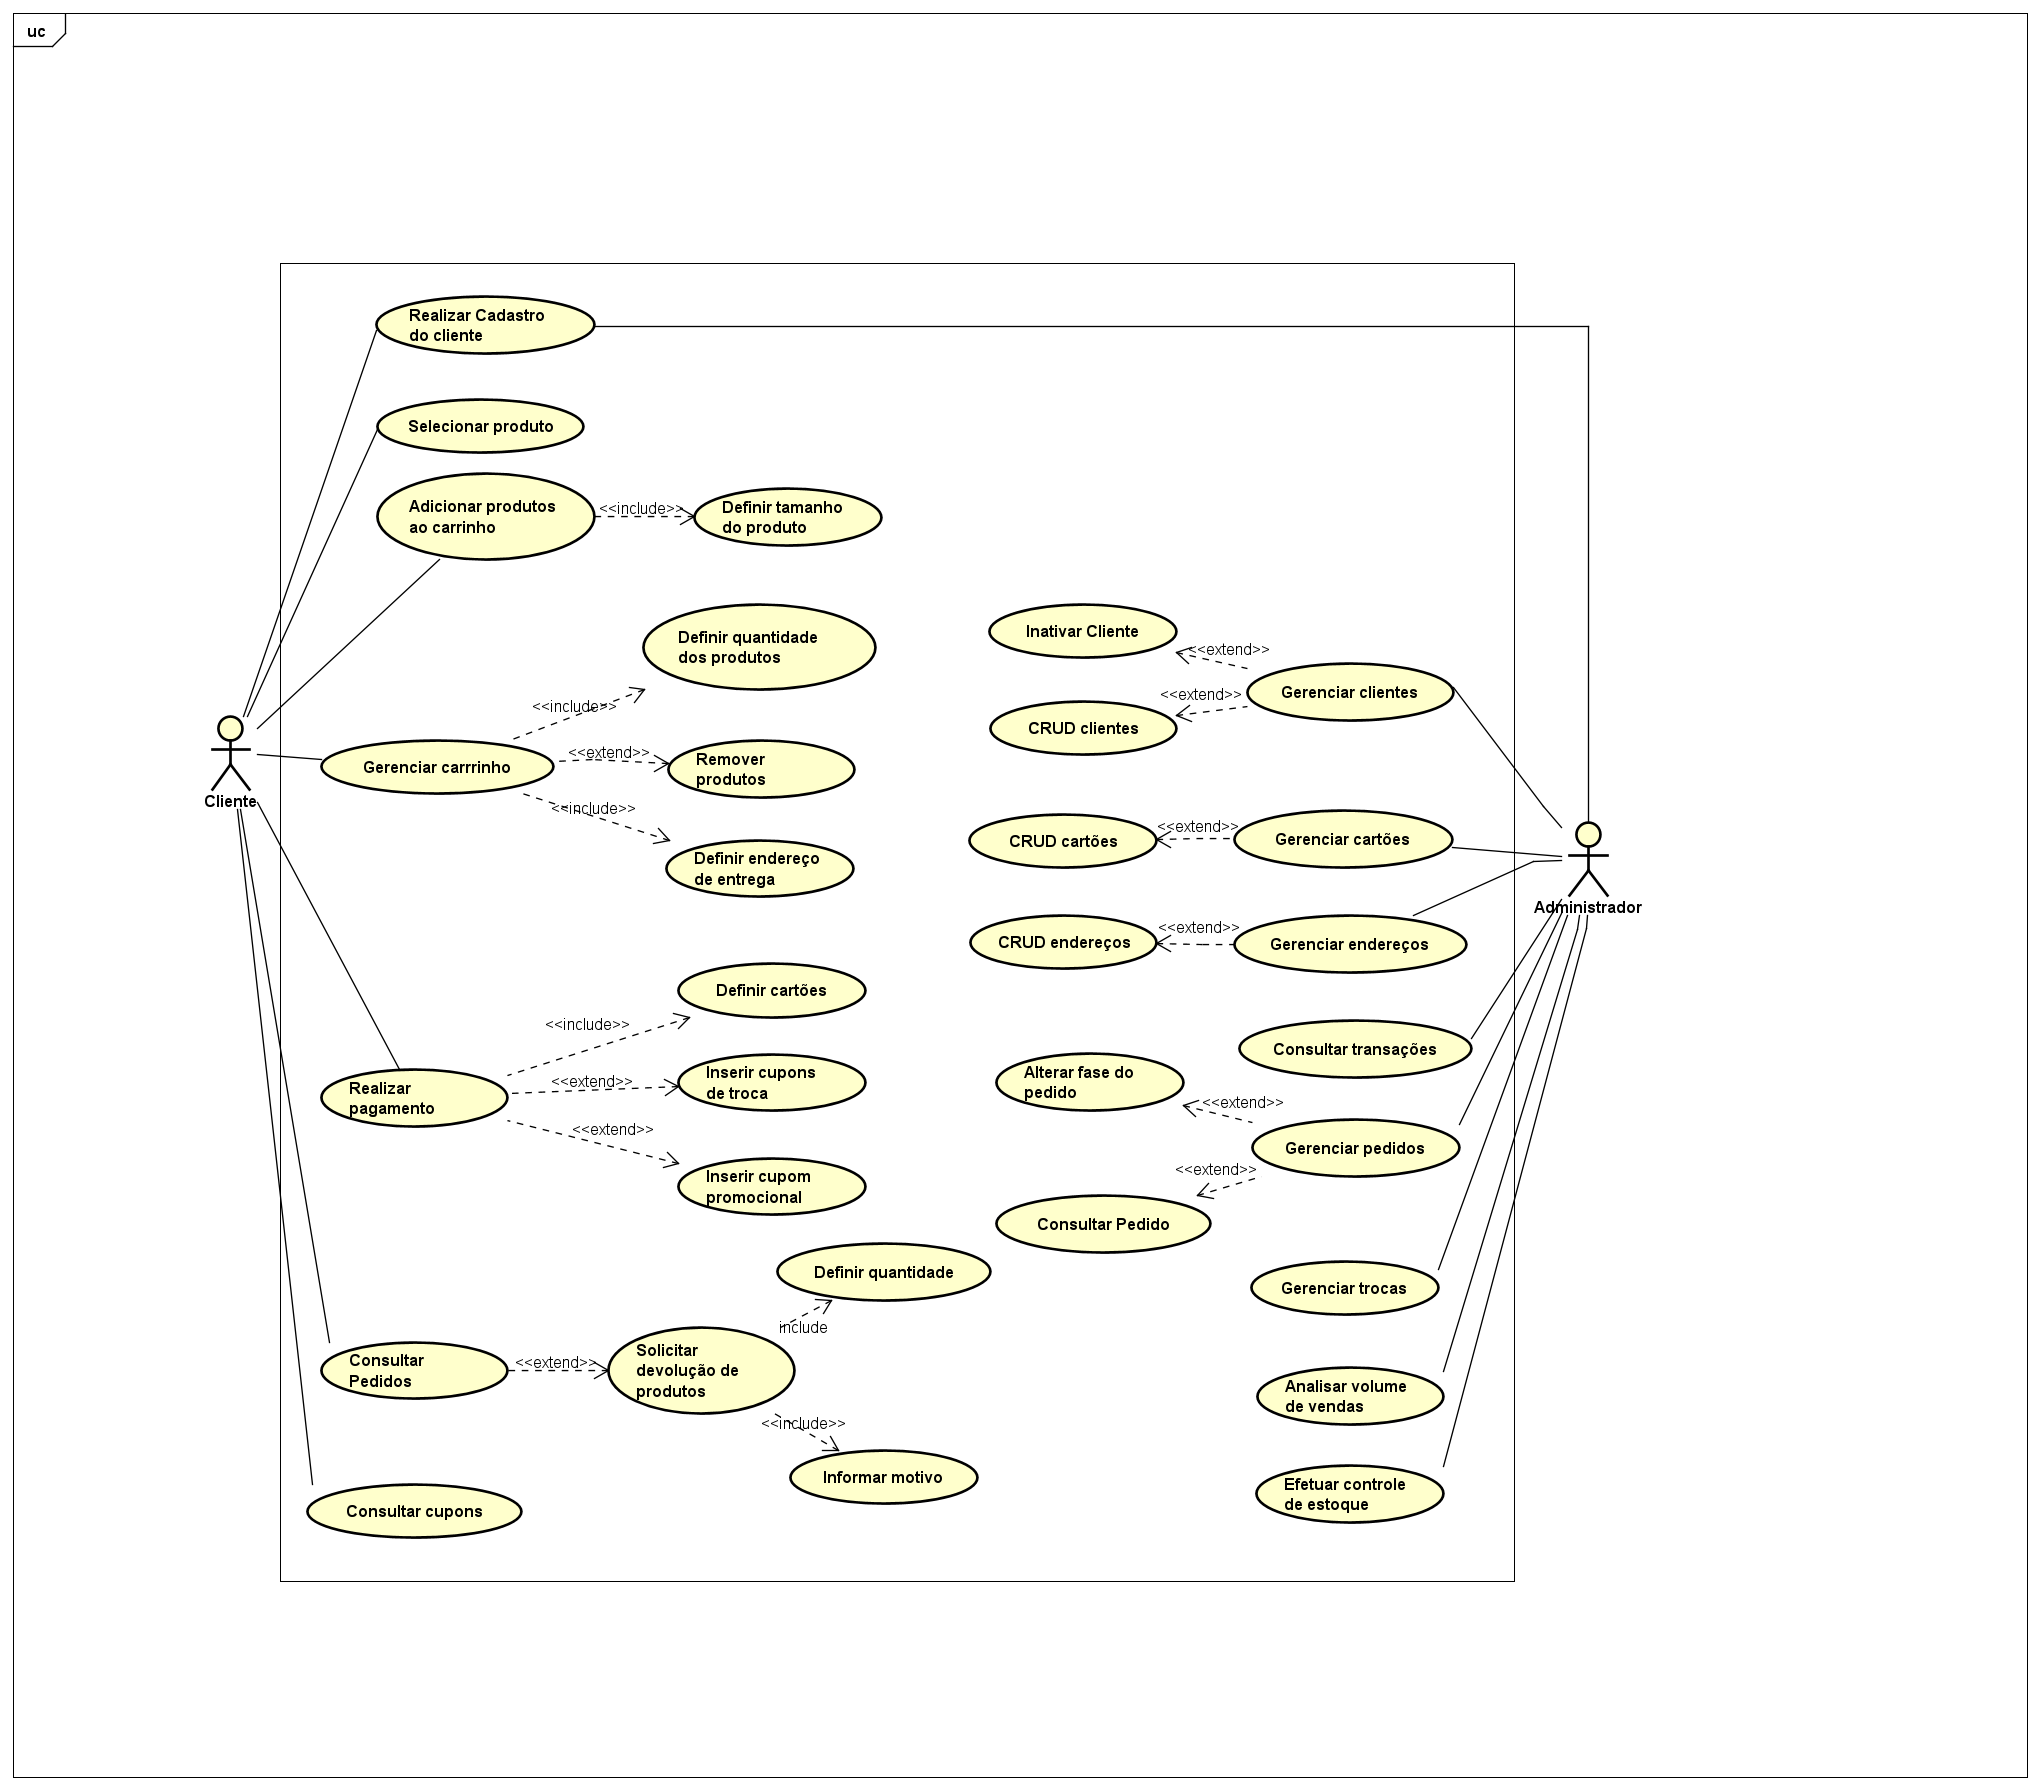 uc
Realizar Cadastro
do cliente
Selecionar produto
Adicionar produtos
ao carrinho
<<include>>
Definir tamanho
do produto
Definir quantidade
dos produtos
<<include>>
Cliente
Gerenciar carrrinho
<<extend>>
Remover
produtos
<<include>>
Definir endereço
de entrega
Inativar Cliente
<<extend>>
Gerenciar clientes
<<extend>>
CRUD clientes
CRUD cartões
<<extend>>
Gerenciar cartões
Administrador
CRUD endereços
<<extend>>
Gerenciar endereços
Definir cartões
<<include>>
Realizar
pagamento
<<extend>>
Inserir cupons
de troca
<<extend>>
Inserir cupom
promocional
Consultar transações
Alterar fase do
pedido
<<extend>>
Gerenciar pedidos
<<extend>>
Consultar Pedido
Definir quantidade
include
Consultar
Pedidos
<<extend>>
Solicitar
devolução de
produtos
<<include>>
Informar motivo
Gerenciar trocas
Analisar volume
de vendas
Efetuar controle
de estoque
Consultar cupons